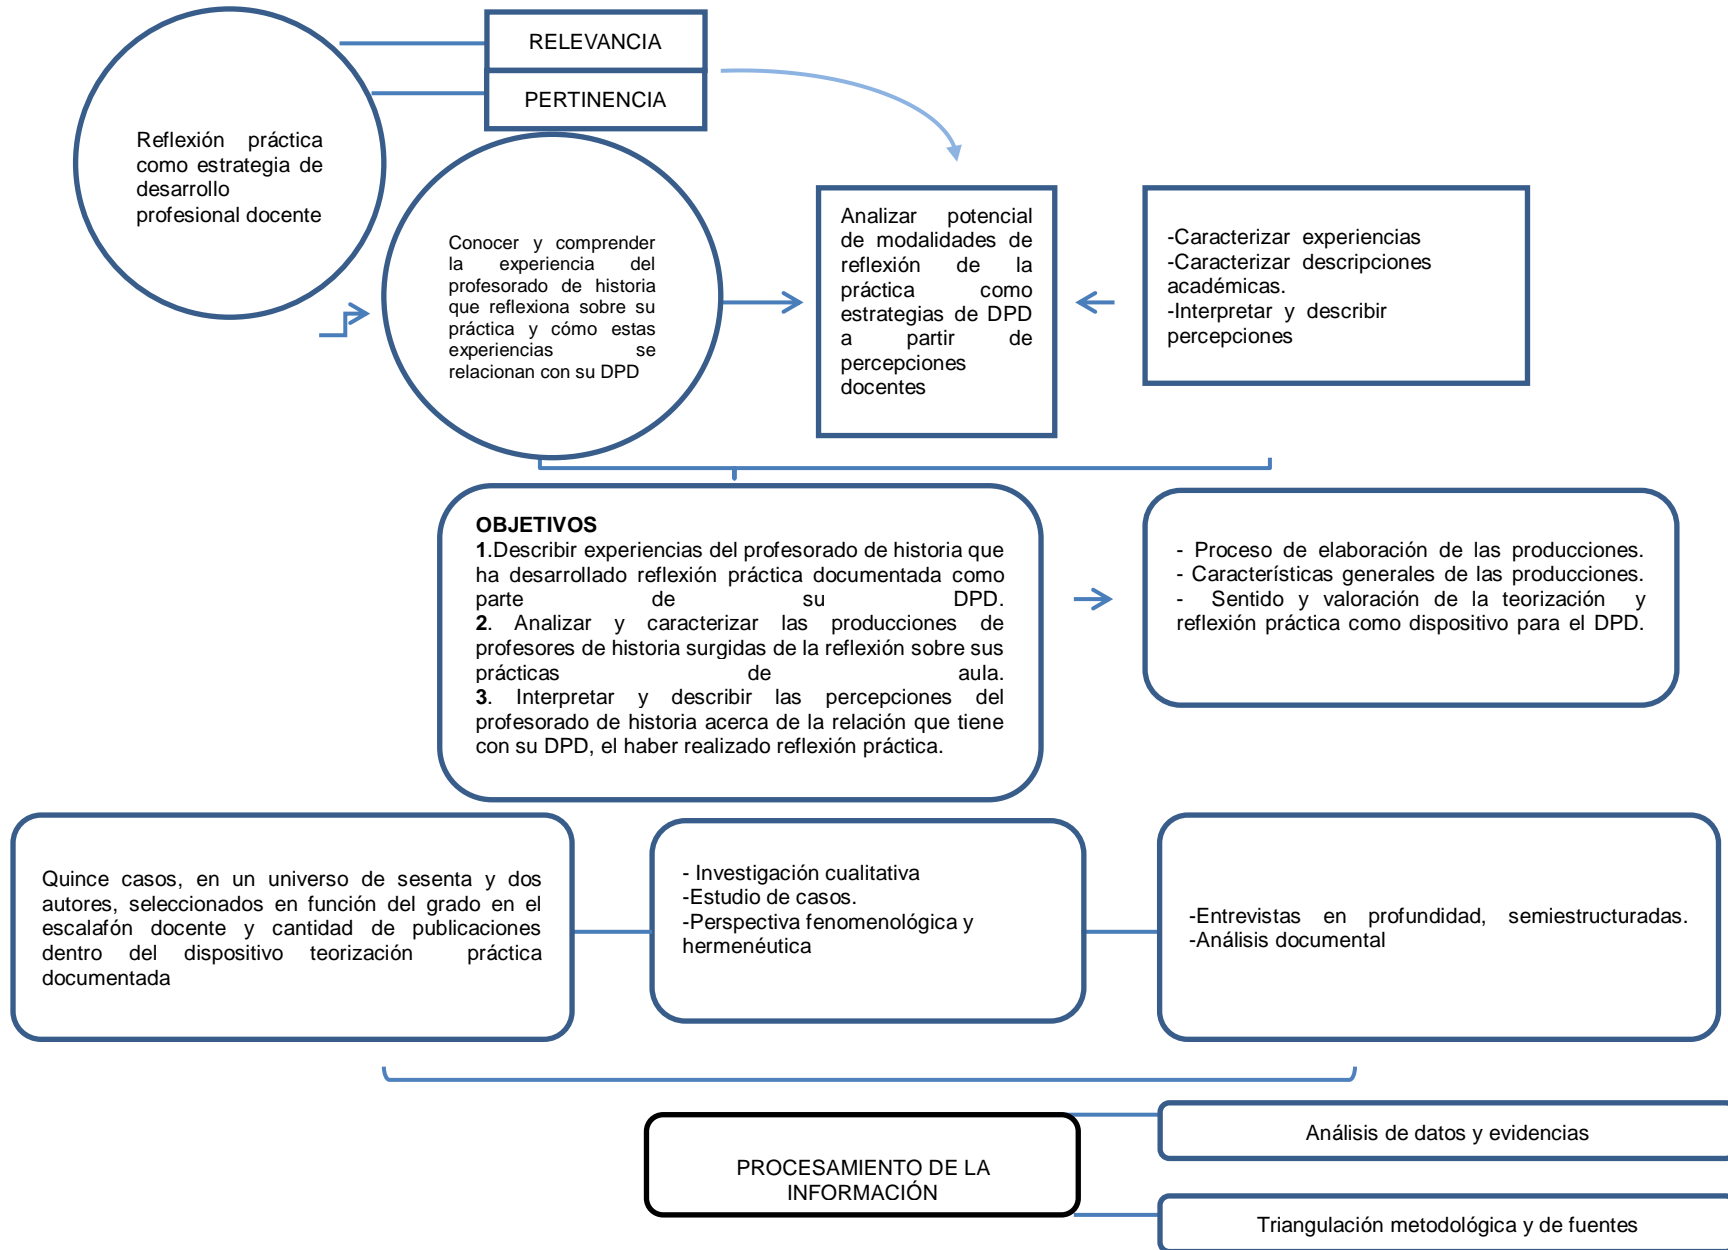 RELEVANCIA
PERTINENCIA
Reflexión práctica
como estrategia de
desarrollo
profesional docente
Conocer y comprender
la experiencia del
profesorado de historia
que reflexiona sobre su
práctica y cómo estas
experiencias se
relacionan con su DPD
Analizar potencial
de modalidades de
reflexión de la
práctica como
estrategias de DPD
a partir de
percepciones
docentes
-Caracterizar experiencias
-Caracterizar descripciones
académicas.
-Interpretar y describir
percepciones
OBJETIVOS
1.Describir experiencias del profesorado de historia que
ha desarrollado reflexión práctica documentada como
parte de su DPD.
2. Analizar y caracterizar las producciones de
profesores de historia surgidas de la reflexión sobre sus
prácticas de aula.
3. Interpretar y describir las percepciones del
profesorado de historia acerca de la relación que tiene
con su DPD, el haber realizado reflexión práctica.
- Proceso de elaboración de las producciones.
- Características generales de las producciones.
- Sentido y valoración de la teorización y
reflexión práctica como dispositivo para el DPD.
Quince casos, en un universo de sesenta y dos
autores, seleccionados en función del grado en el
escalafón docente y cantidad de publicaciones
dentro del dispositivo teorización práctica
documentada
- Investigación cualitativa
-Estudio de casos.
-Perspectiva fenomenológica y
hermenéutica
-Entrevistas en profundidad, semiestructuradas.
-Análisis documental
PROCESAMIENTO DE LA
INFORMACIÓN
Análisis de datos y evidencias
Triangulación metodológica y de fuentes